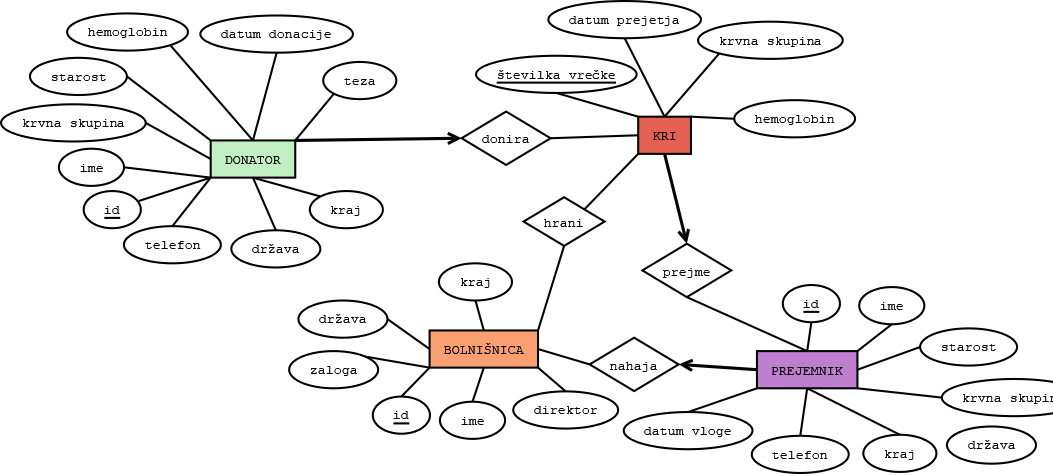 datum prejetja
hemoglobin
datum donacije
krvna skupina
starost
teza
številka vrečke
krvna skupina
hemoglobin
donira
KRI
ime
DONATOR
id
kraj
telefon
država
hrani
prejme
kraj
država
id
ime
BOLNIŠNICA
starost
zaloga
nahaja
PREJEMNIK
id
ime
direktor
krvna skupin
datum vloge
telefon
kraj
država